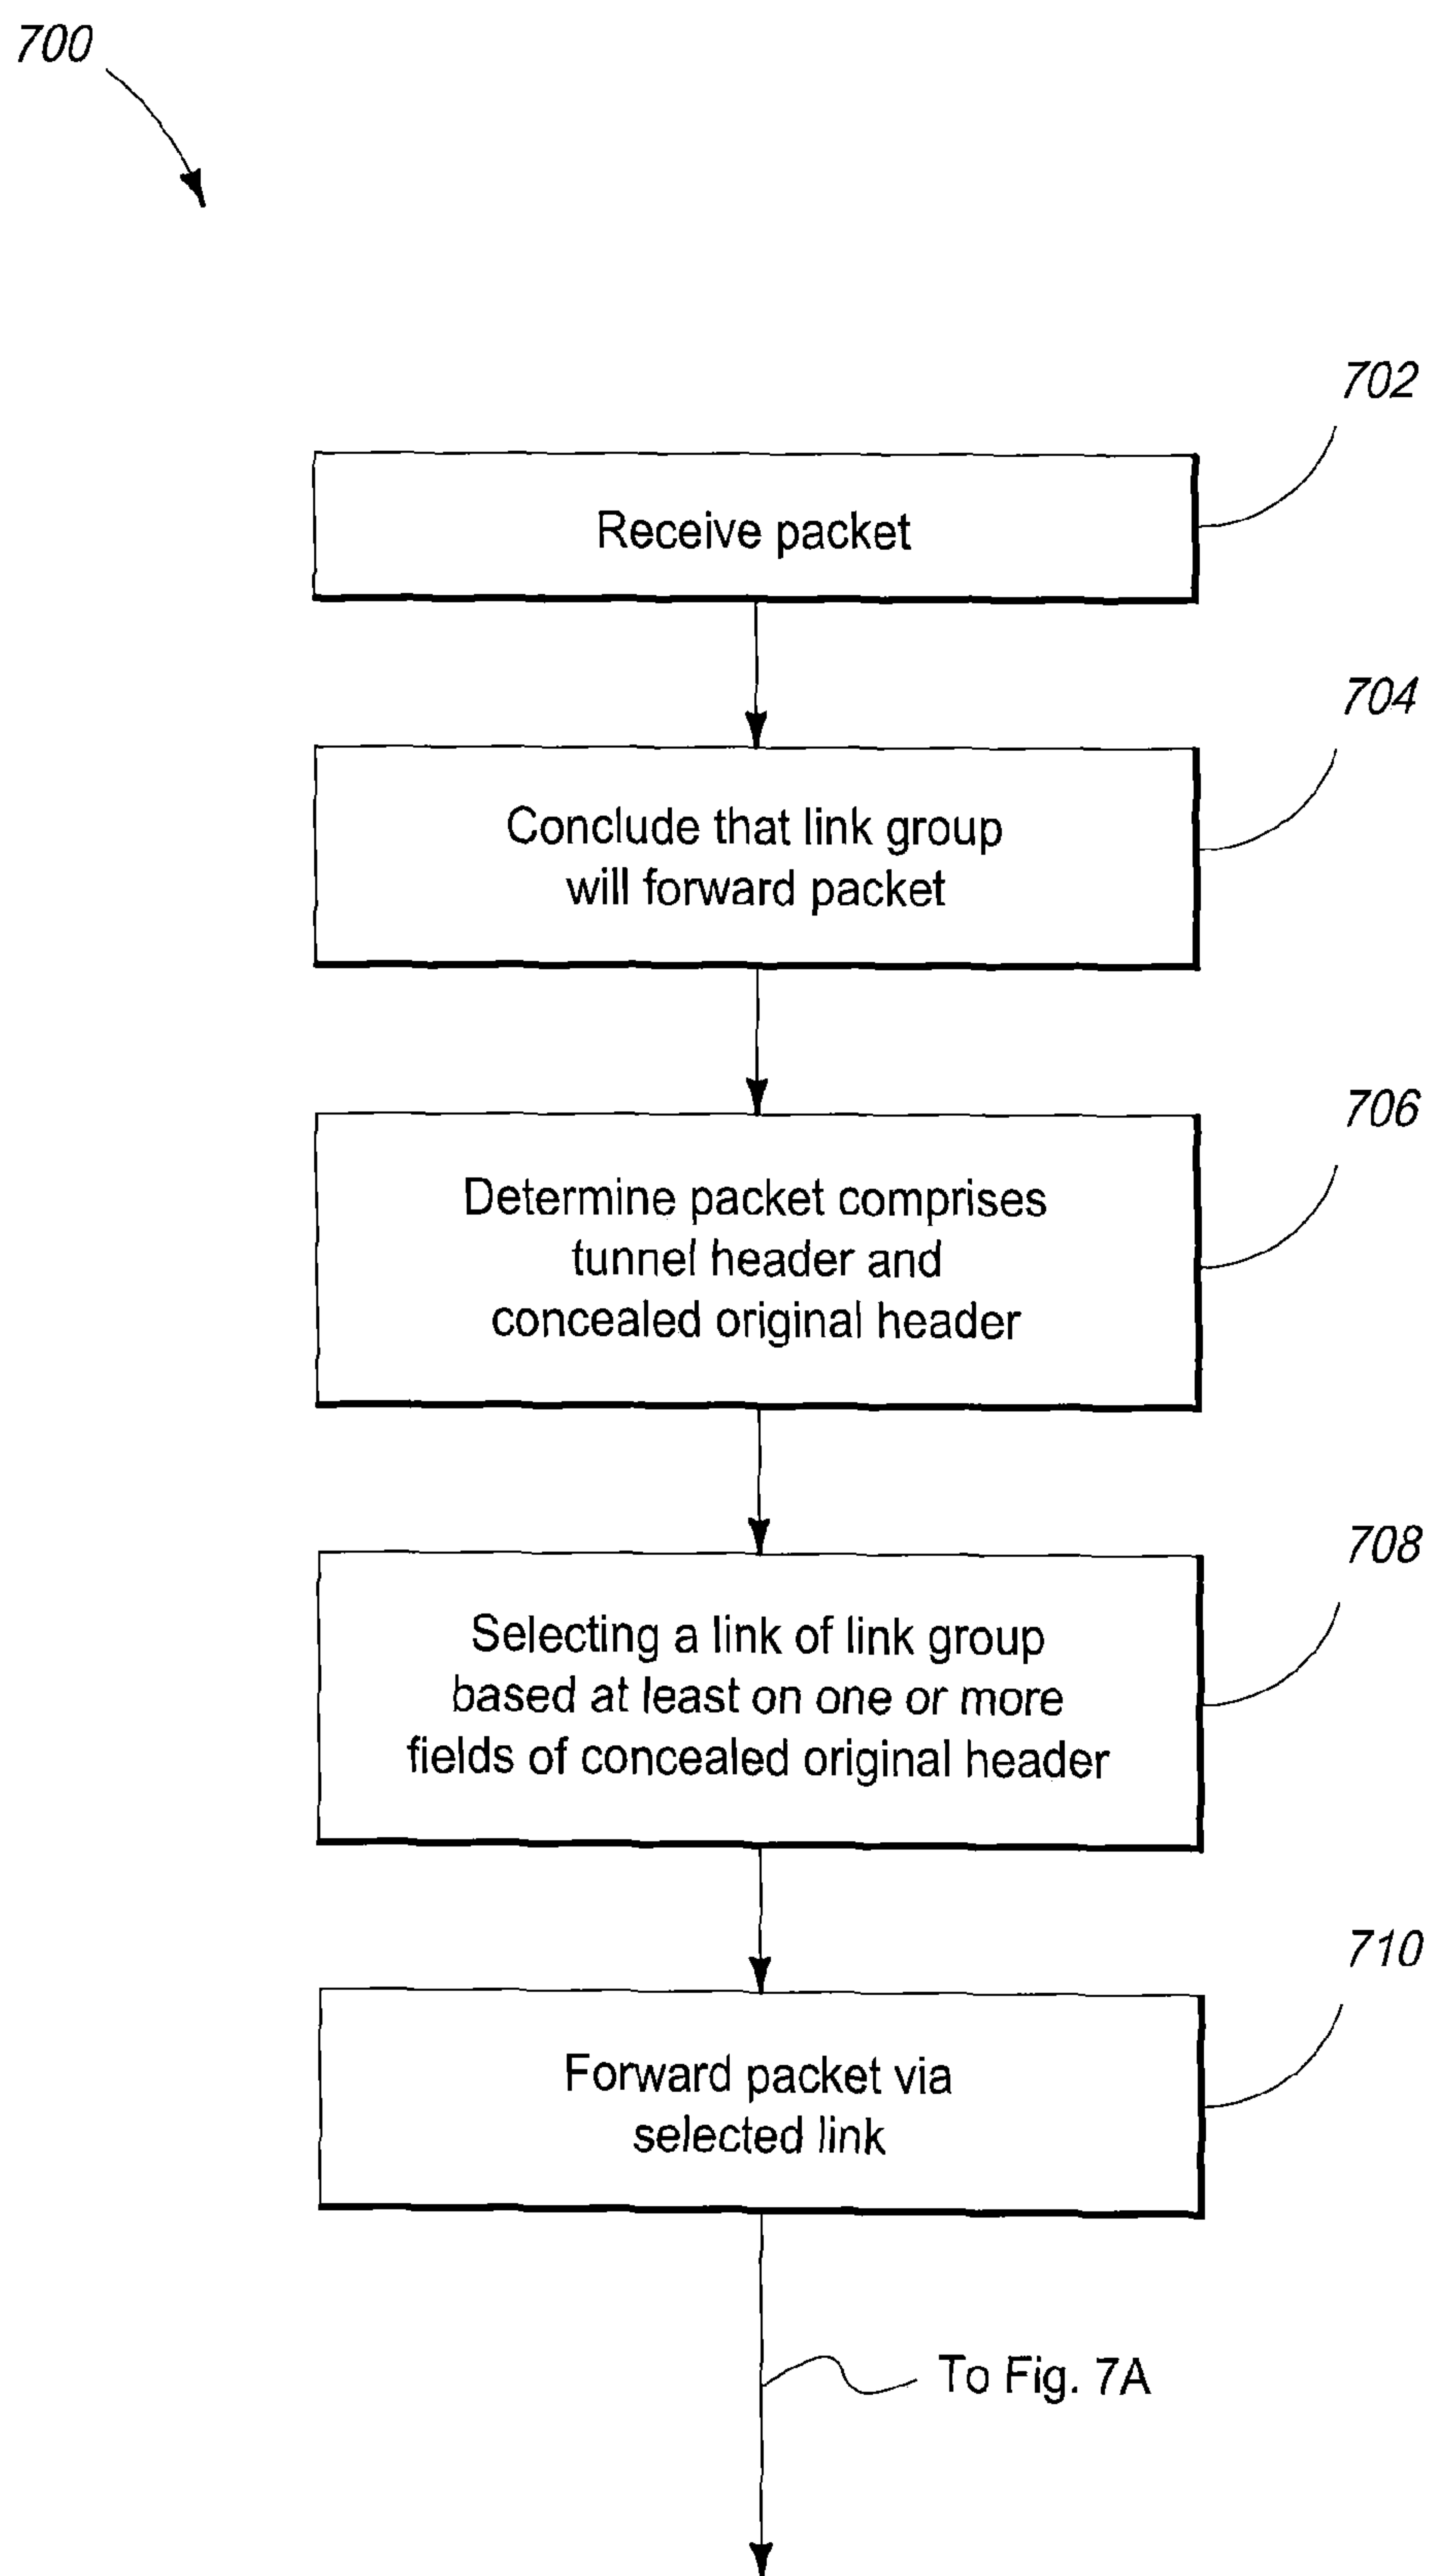 700
702
Receive packet
704
Conclude that link group
will forward packet
706
Determine packet comprises
tunnel header and
concealed original header
708
Selecting a link of link group
based at least on one or more
fields of concealed original header
710
Forward packet via
selected link
To Fig. 7A